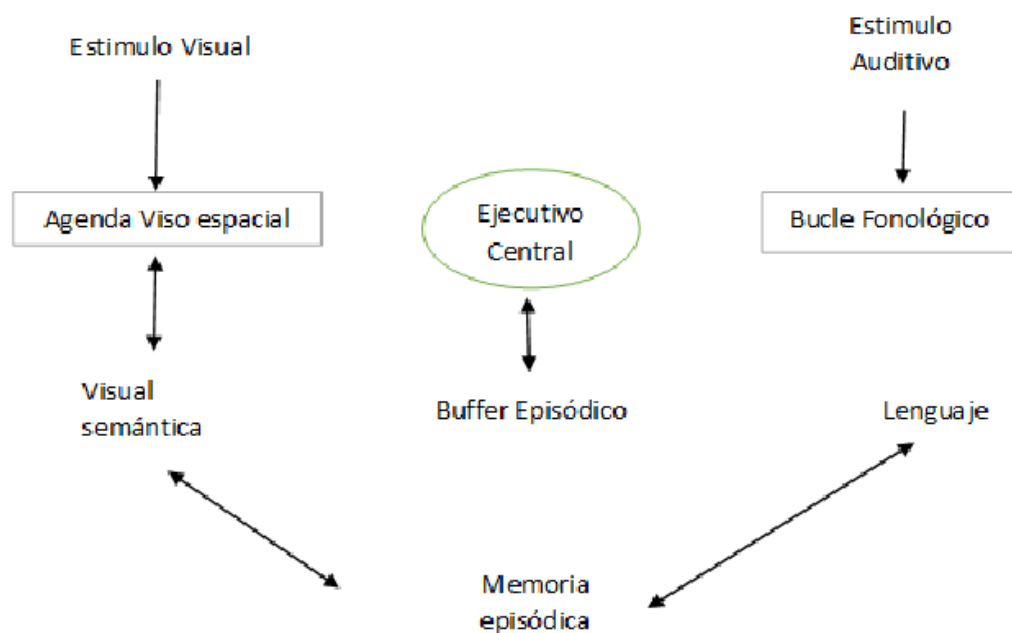 Estimulo Visual
Estimulo
Auditivo
Agenda Viso espacial
Ejecutivo
Central
Bucle Fonológico
Visual
semántica
Buffer Episódico
Lenguaje
Memoria
episódica